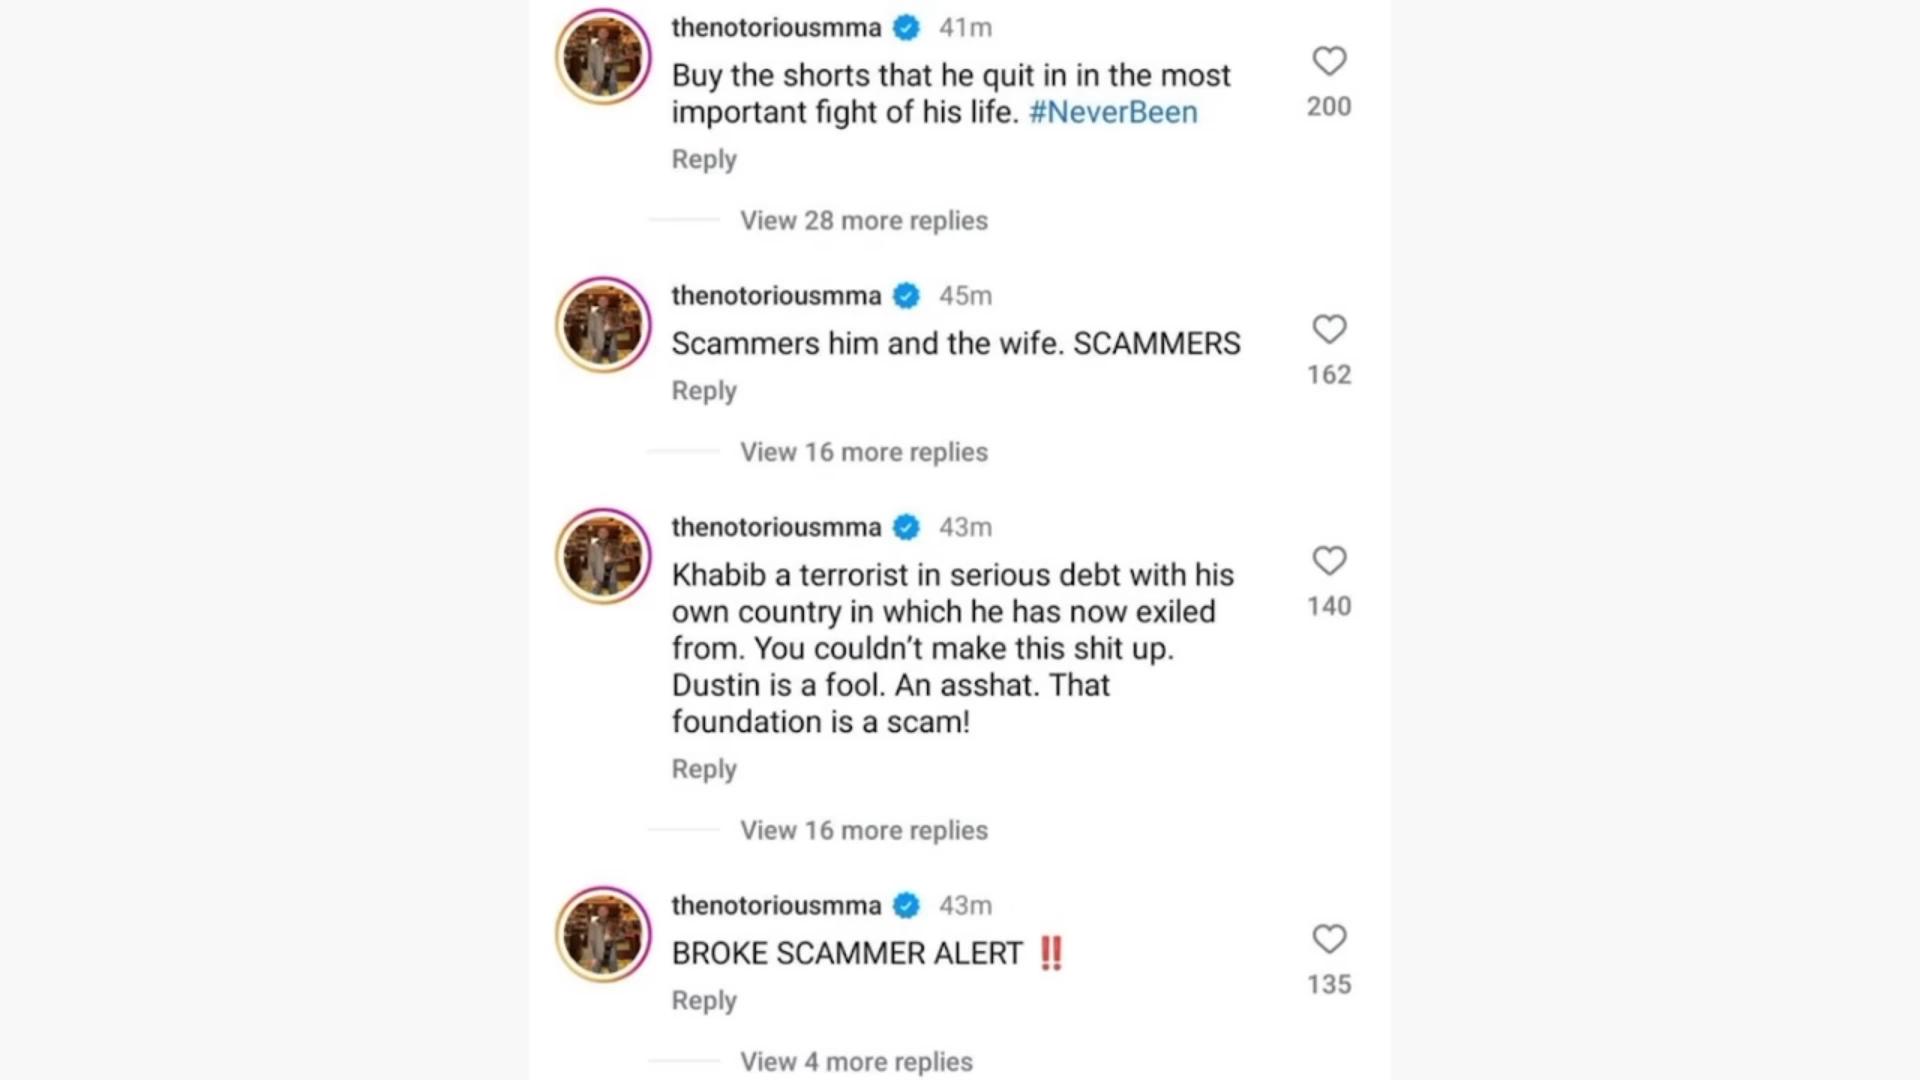 thenotoriousmma 41m
Buy the shorts that he quit in in the most
important fight of his life. #NeverBeen
200
Reply
View 28 more replies
thenotoriousmma 45m
Scammers him and the wife. SCAMMERS
162
Reply
View 16 more replies
thenotoriousmma 43m
Khabib a terrorist in serious debt with his
own country in which he has now exiled
140
from. You couldn’t make this shit up.
Dustin is a fool. An asshat. That
foundation is a scam!
Reply
View 16 more replies
thenotoriousmma 43m
BROKE SCAMMER ALERT ‼️
135
Reply
View 4 more replies